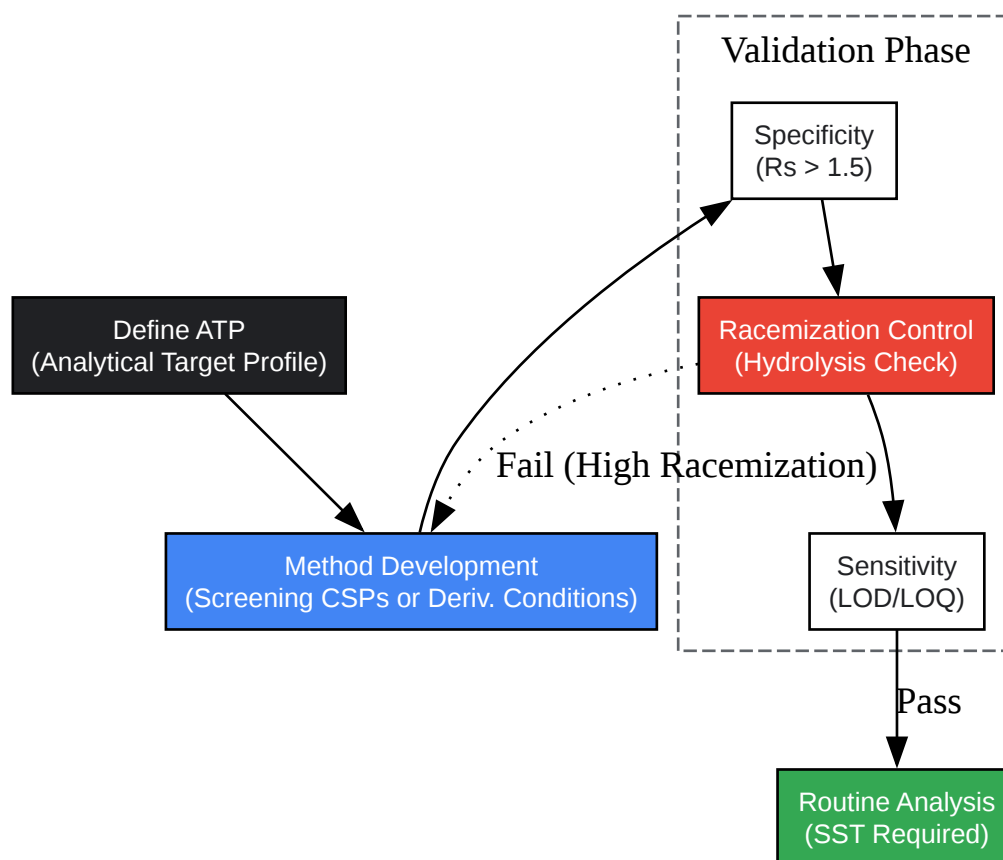 Validation Phase
Specificity
(Rs > 1.5)
Define ATP
(Analytical Target Profile)
Racemization Control
(Hydrolysis Check)
Fail (High Racemization)
Method Development
(Screening CSPs or Deriv. Conditions)
Sensitivity
(LOD/LOQ)
Pass
Routine Analysis
(SST Required)